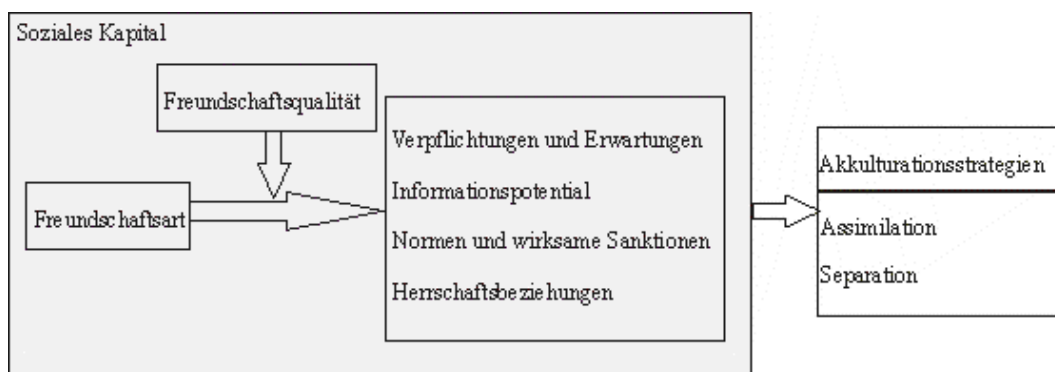 Soziales Kapital
Freundschaftsqualität
Freundschaftsart
Verpflichtungen und Erwartungen
Informationspotential
Normen und wirksame Sanktionen
Herrschaftsbeziehungen
Akkulturationsstrategien
Assimilation
Separation